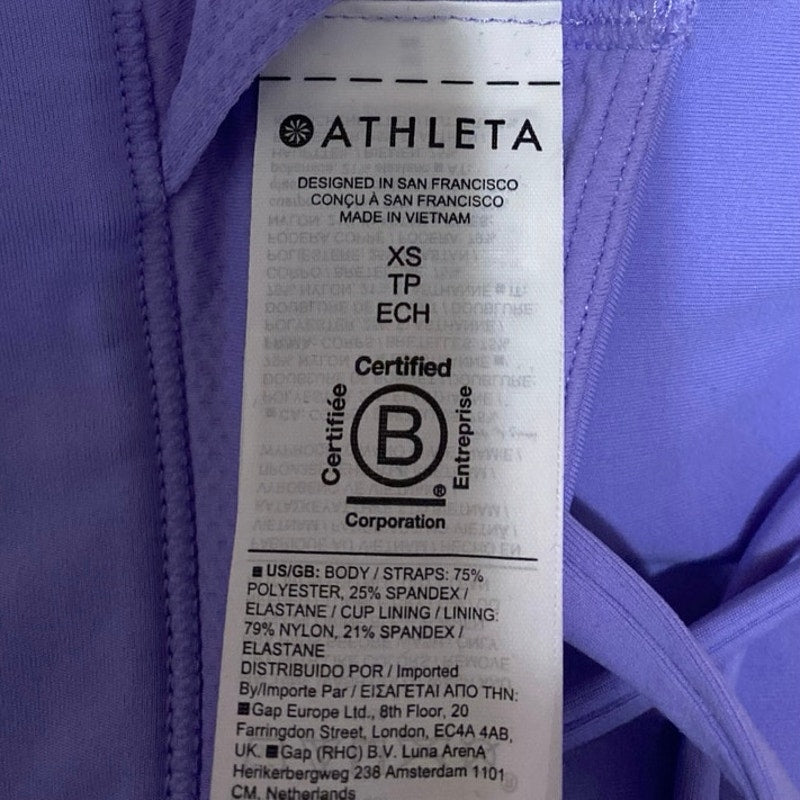 ATHLETA
DESIGNED IN SAN FRANCISCO
CONÇU À SAN FRANCISCO
MADE IN VIETNAM
XS
TP
ECH
Certified
Certifiée
B
Entreprise
®
Corporation
US/GB: BODY / STRAPS: 75%
POLYESTER, 25% SPANDEX /
ELASTANE / CUP LINING / LINING:
79% NYLON, 21% SPANDEX /
ELASTANE
DISTRIBUIDO POR / Imported
By/Importe Par / ΕΙΣΑΓΕΤΑΙ ΑΠΟ ΤΗΝ:
Gap Europe Ltd., 8th Floor, 20
Farringdon Street, London, EC4A 4AB,
UK. Gap (RHC) B.V. Luna ArenA
Herikerbergweg 238 Amsterdam 1101
CM, Netherlands